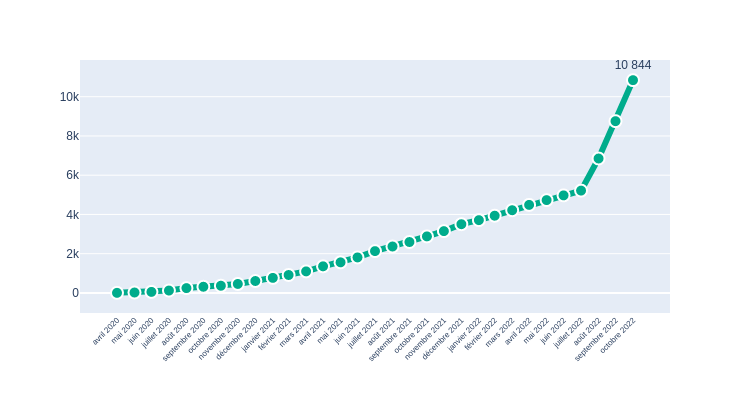 10 844
10k
8k
6k
4k
2k
0
avril 2020
mai 2020
juin 2020
juillet 2020
août 2020
septembre 2020
octobre 2020
novembre 2020
décembre 2020
janvier 2021
février 2021
mars 2021
avril 2021
mai 2021
juin 2021
juillet 2021
août 2021
septembre 2021
octobre 2021
novembre 2021
décembre 2021
janvier 2022
février 2022
mars 2022
avril 2022
mai 2022
juin 2022
juillet 2022
août 2022
septembre 2022
octobre 2022